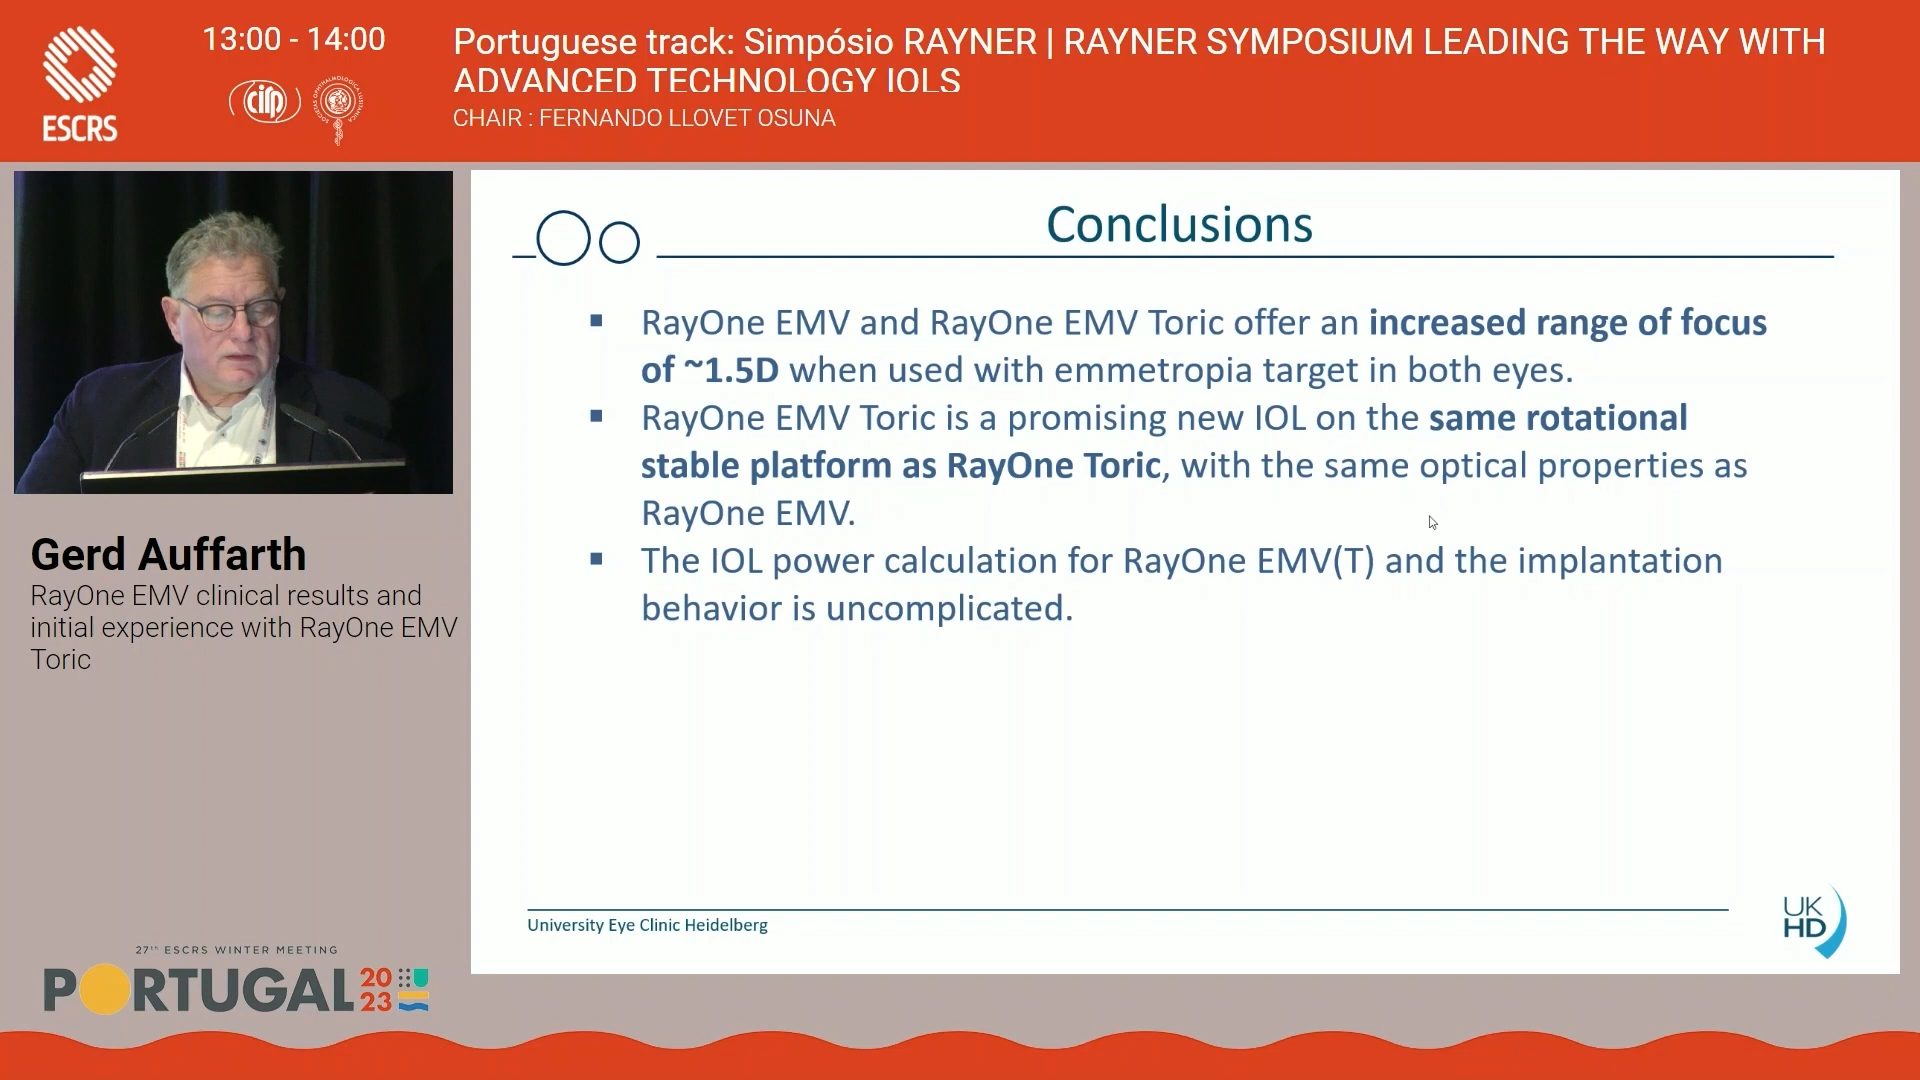 ESCRS
13:00 - 14:00
cirp
Portuguese track: Simpósio RAYNER | RAYNER SYMPOSIUM LEADING THE WAY WITH
ADVANCED TECHNOLOGY IOLS
CHAIR : FERNANDO LLOVET OSUNA
Gerd Auffarth
RayOne EMV clinical results and
initial experience with RayOne EMV
Toric
27th ESCRS WINTER MEETING
PORTUGAL 2023
Conclusions
▪ RayOne EMV and RayOne EMV Toric offer an increased range of focus
of ~1.5D when used with emmetropia target in both eyes.
▪ RayOne EMV Toric is a promising new IOL on the same rotational
stable platform as RayOne Toric, with the same optical properties as
RayOne EMV.
▪ The IOL power calculation for RayOne EMV(T) and the implantation
behavior is uncomplicated.
University Eye Clinic Heidelberg
UK
HD